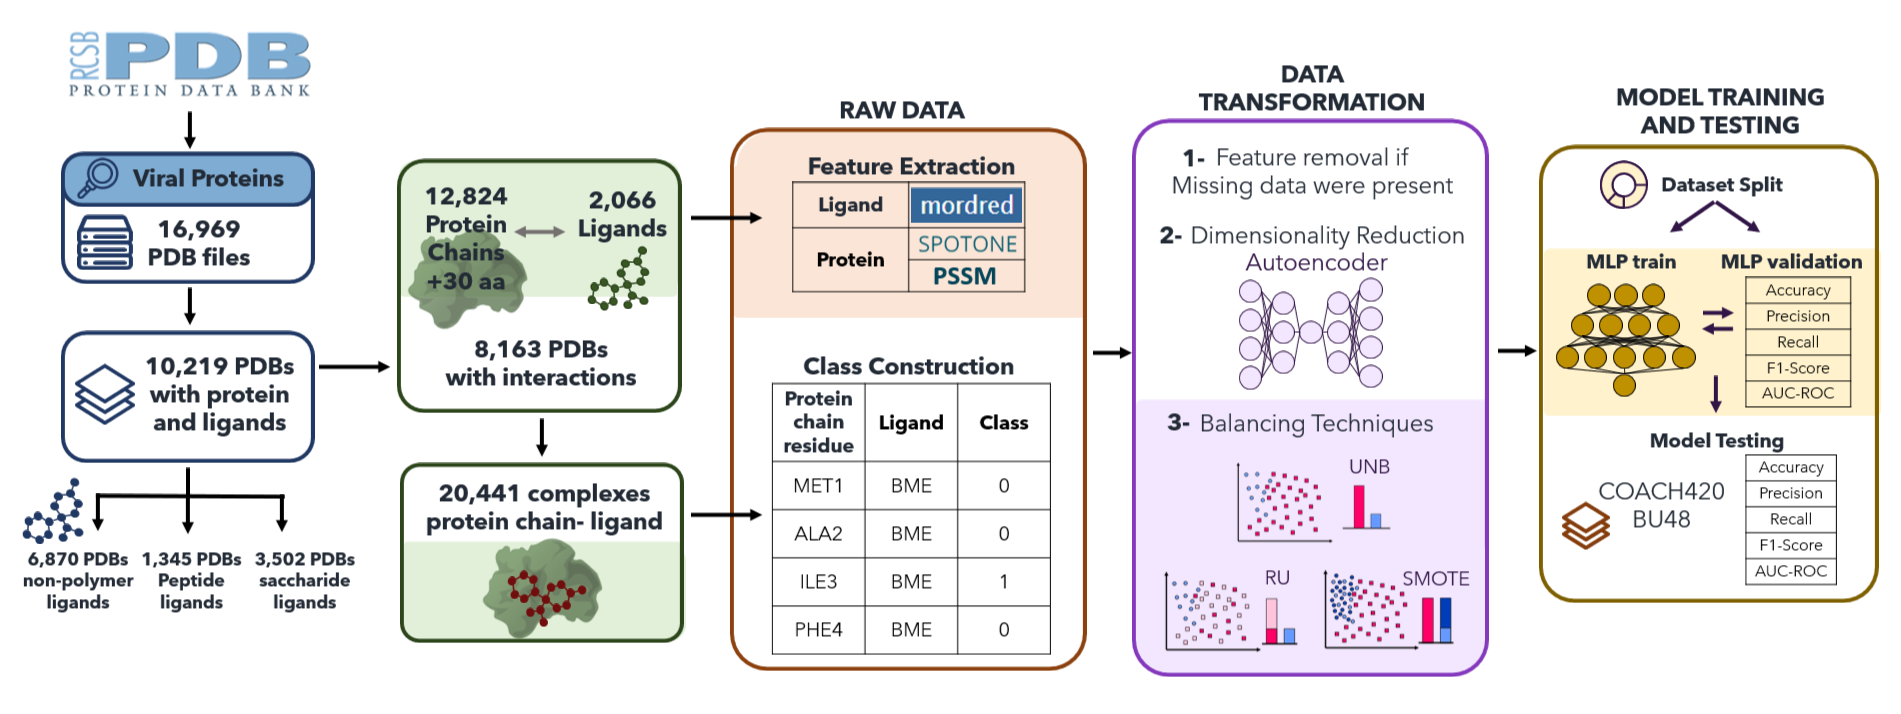 RCSB
PDB
PROTEIN DATA BANK
Viral Proteins
16,969
PDB files
10,219 PDBs
with protein
and ligands
6,870 PDBs
non-polymer
ligands
1,345 PDBs
Peptide
ligands
3,502 PDBs
saccharide
ligands
12,824
Protein
Chains
+30 aa
2,066
Ligands
8,163 PDBs
with interactions
20,441 complexes
protein chain- ligand
RAW DATA
Feature Extraction
Ligand
mordred
Protein
SPOTONE
PSSM
Class Construction
Protein
chain
residue
Ligand
Class
MET1 BME 0
ALA2 BME 0
ILE3 BME 1
PHE4 BME 0
DATA
TRANSFORMATION
1- Feature removal if
Missing data were present
2- Dimensionality Reduction
Autoencoder
3- Balancing Techniques
UNB
RU
SMOTE
MODEL TRAINING
AND TESTING
Dataset Split
MLP train
MLP validation
Accuracy
Precision
Recall
F1-Score
AUC-ROC
Model Testing
COACH420
BU48
Accuracy
Precision
Recall
F1-Score
AUC-ROC